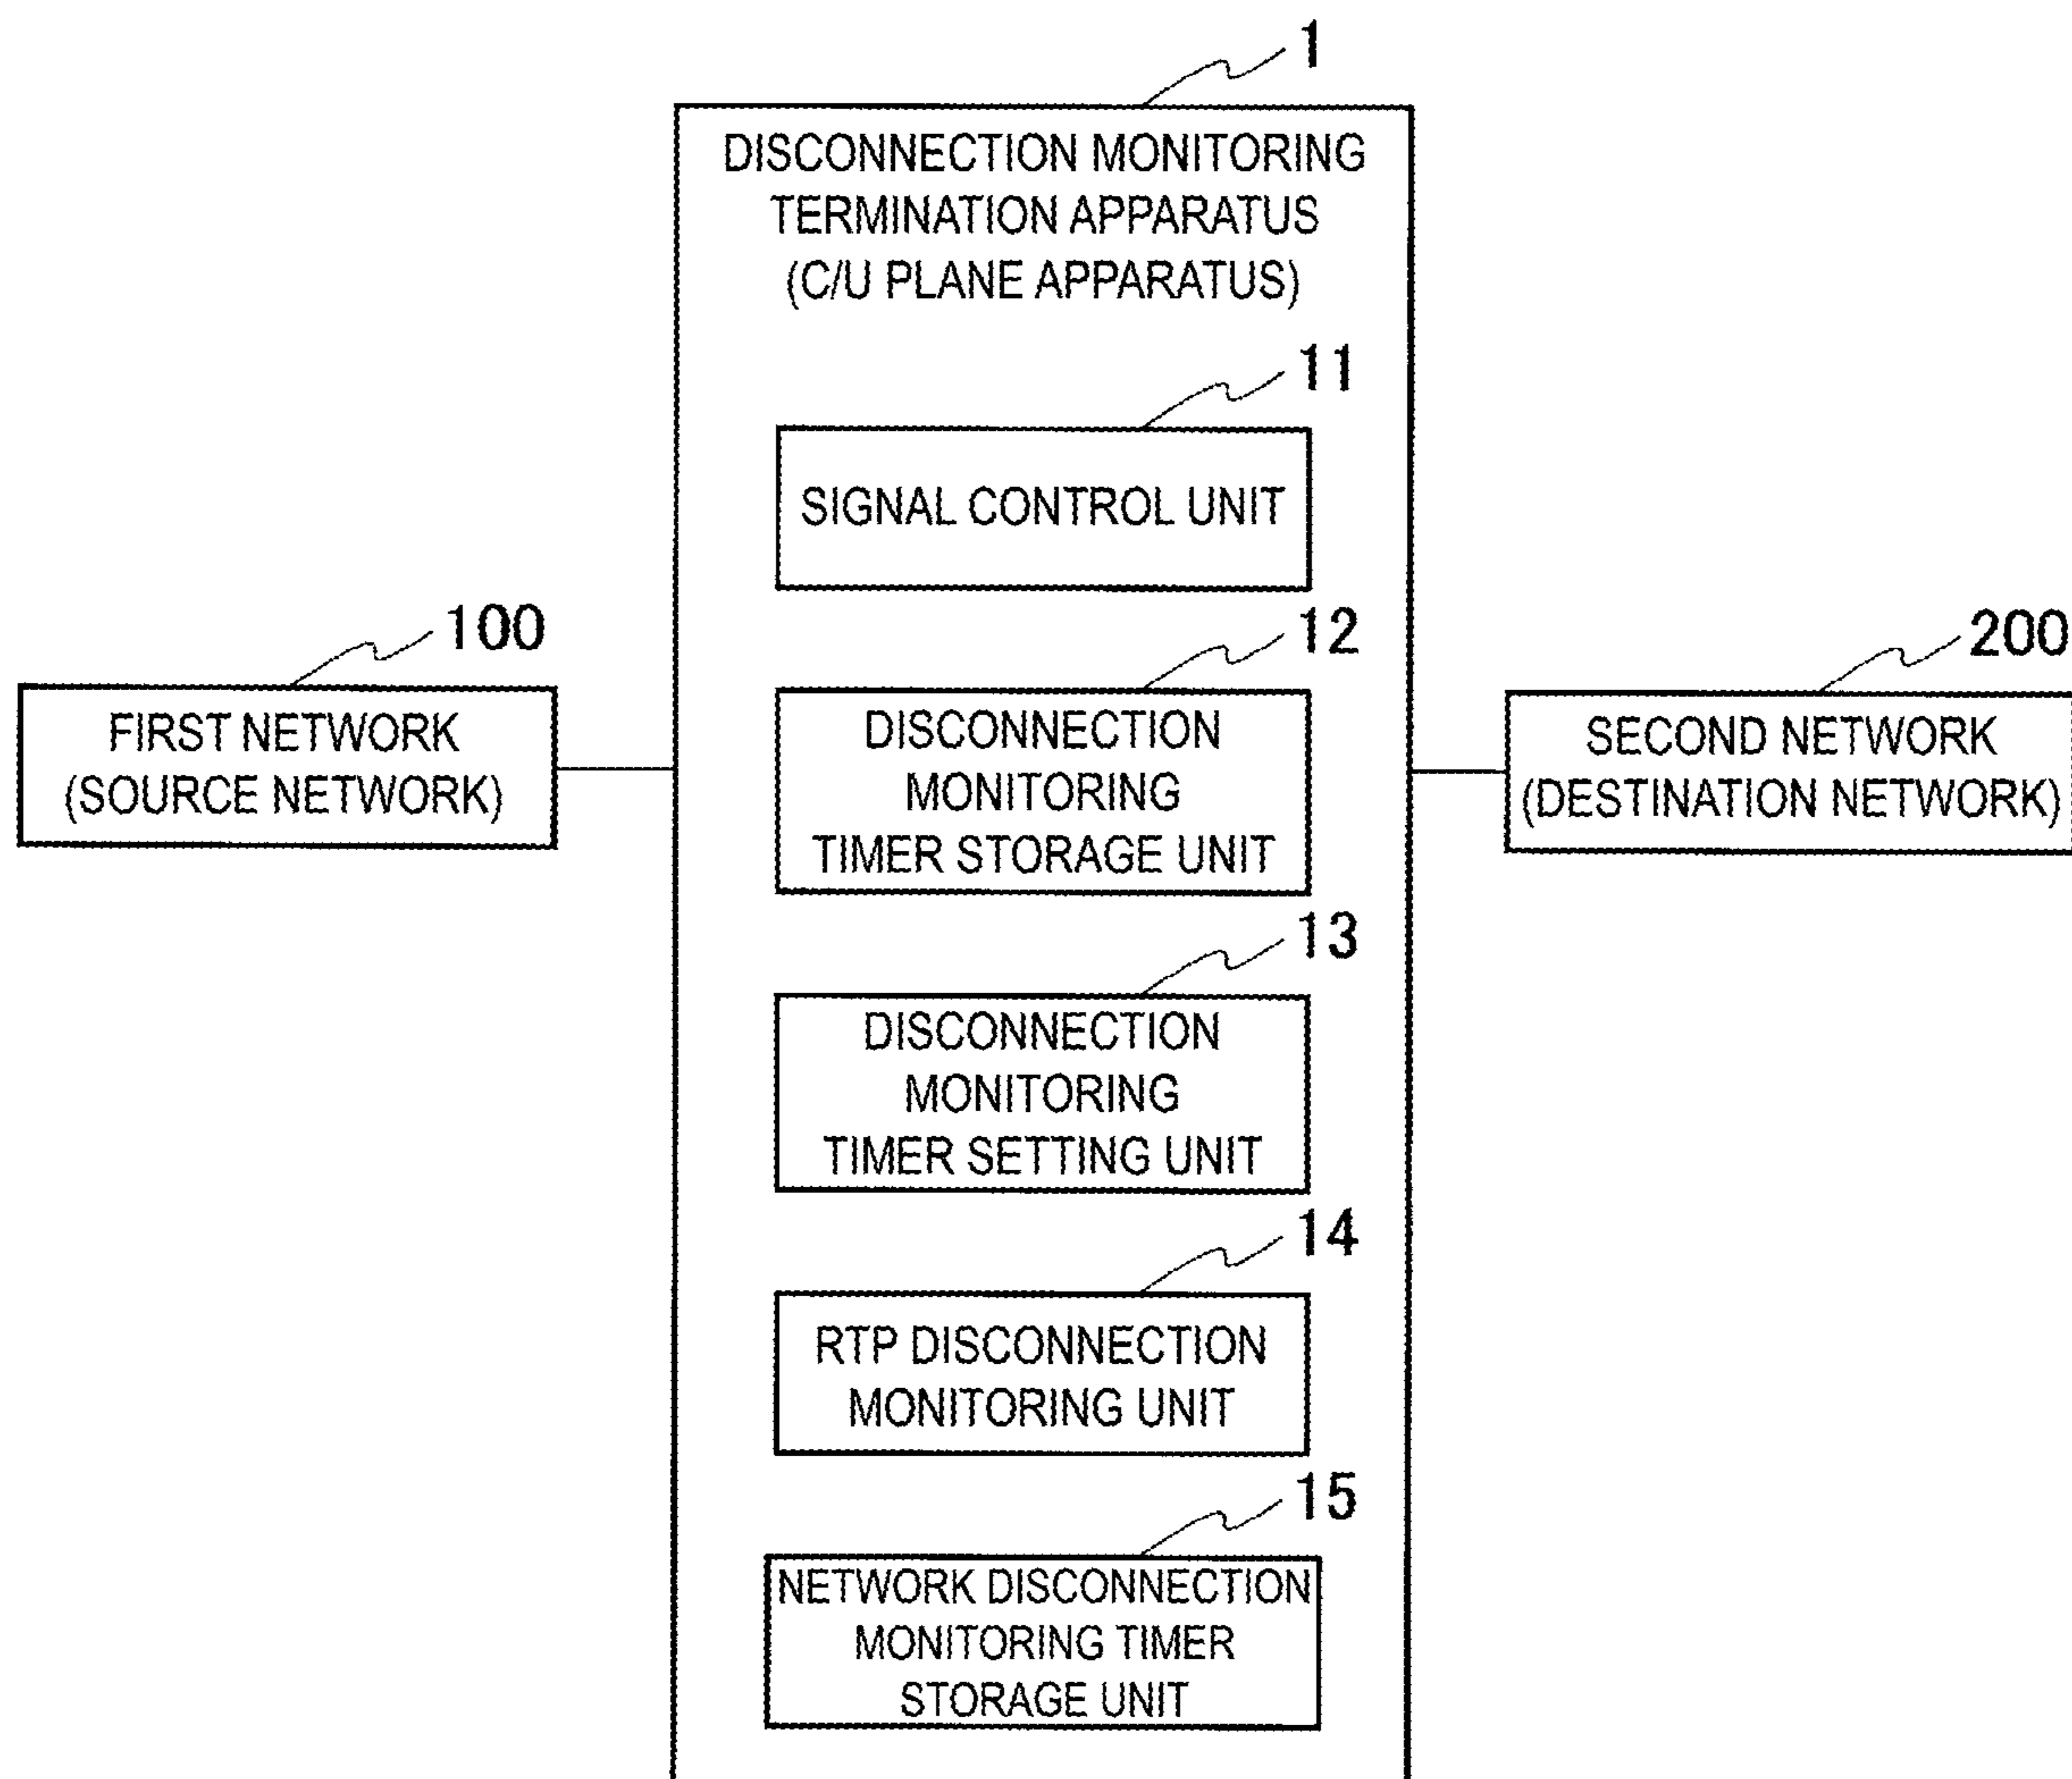 1
DISCONNECTION MONITORING
TERMINATION APPARATUS
(C/U PLANE APPARATUS)
11
SIGNAL CONTROL UNIT
100
FIRST NETWORK
(SOURCE NETWORK)
12
DISCONNECTION
MONITORING
TIMER STORAGE UNIT
200
SECOND NETWORK
(DESTINATION NETWORK)
13
DISCONNECTION
MONITORING
TIMER SETTING UNIT
14
RTP DISCONNECTION
MONITORING UNIT
15
NETWORK DISCONNECTION
MONITORING TIMER
STORAGE UNIT